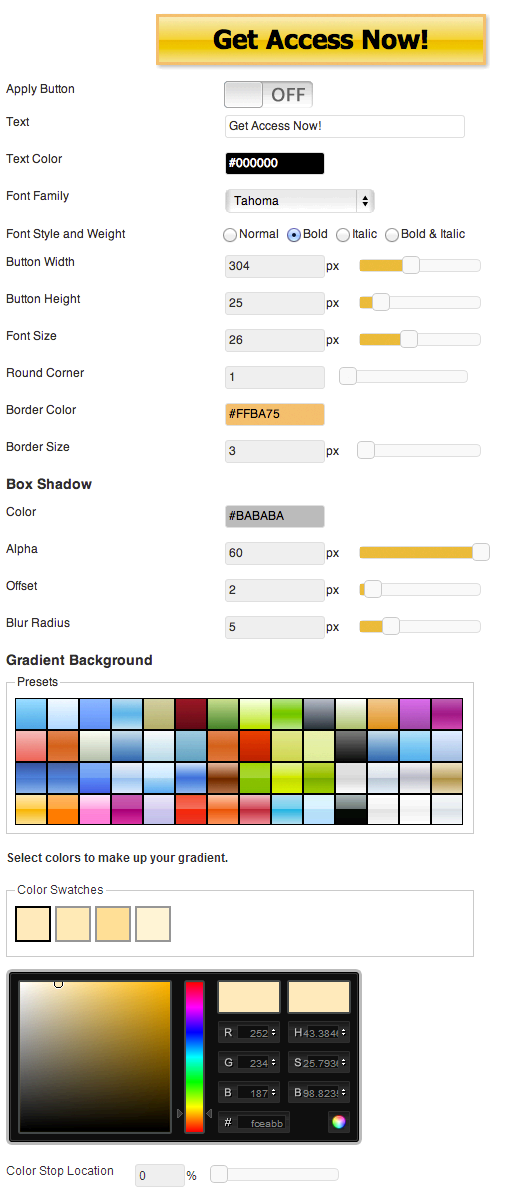 Get Access Now!
Apply Button OFF
Text Get Access Now!
Text Color #000000
Font Family Tahoma
Font Style and Weight Normal Bold Italic Bold & Italic
Button Width 304 px
Button Height 25 px
Font Size 26 px
Round Corner 1
Border Color #FFBA75
Border Size 3 px
Box Shadow
Color #BABABA
Alpha 60 px
Offset 2 px
Blur Radius 5 px
Gradient Background
Presets
Select colors to make up your gradient.
Color Swatches
R 252 H 43.384
G 234 S 25.793
B 187 B 98.823
# fceabb
Color Stop Location 0 %